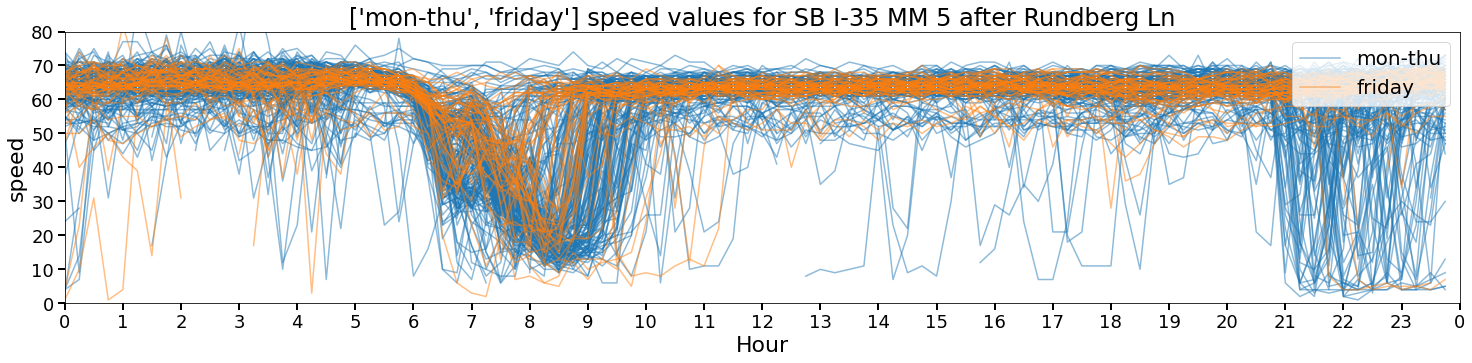 ['mon-thu', 'friday'] speed values for SB I-35 MM 5 after Rundberg Ln
80
70
60
50
40
30
20
10
0
speed
mon-thu
friday
0 1 2 3 4 5 6 7 8 9 10 11 12 13 14 15 16 17 18 19 20 21 22 23 0
Hour